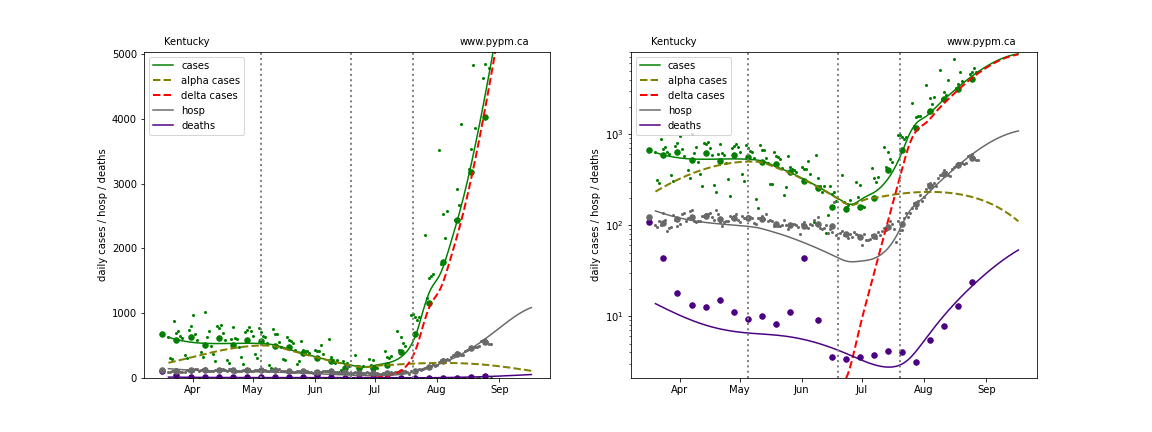 Kentucky www.pypm.ca
cases
alpha cases
delta cases
hosp
deaths
daily cases / hosp / deaths
5000
4000
3000
2000
1000
0
Apr May Jun Jul Aug Sep
Kentucky www.pypm.ca
cases
alpha cases
delta cases
hosp
deaths
daily cases / hosp / deaths
10³
10²
10¹
Apr May Jun Jul Aug Sep